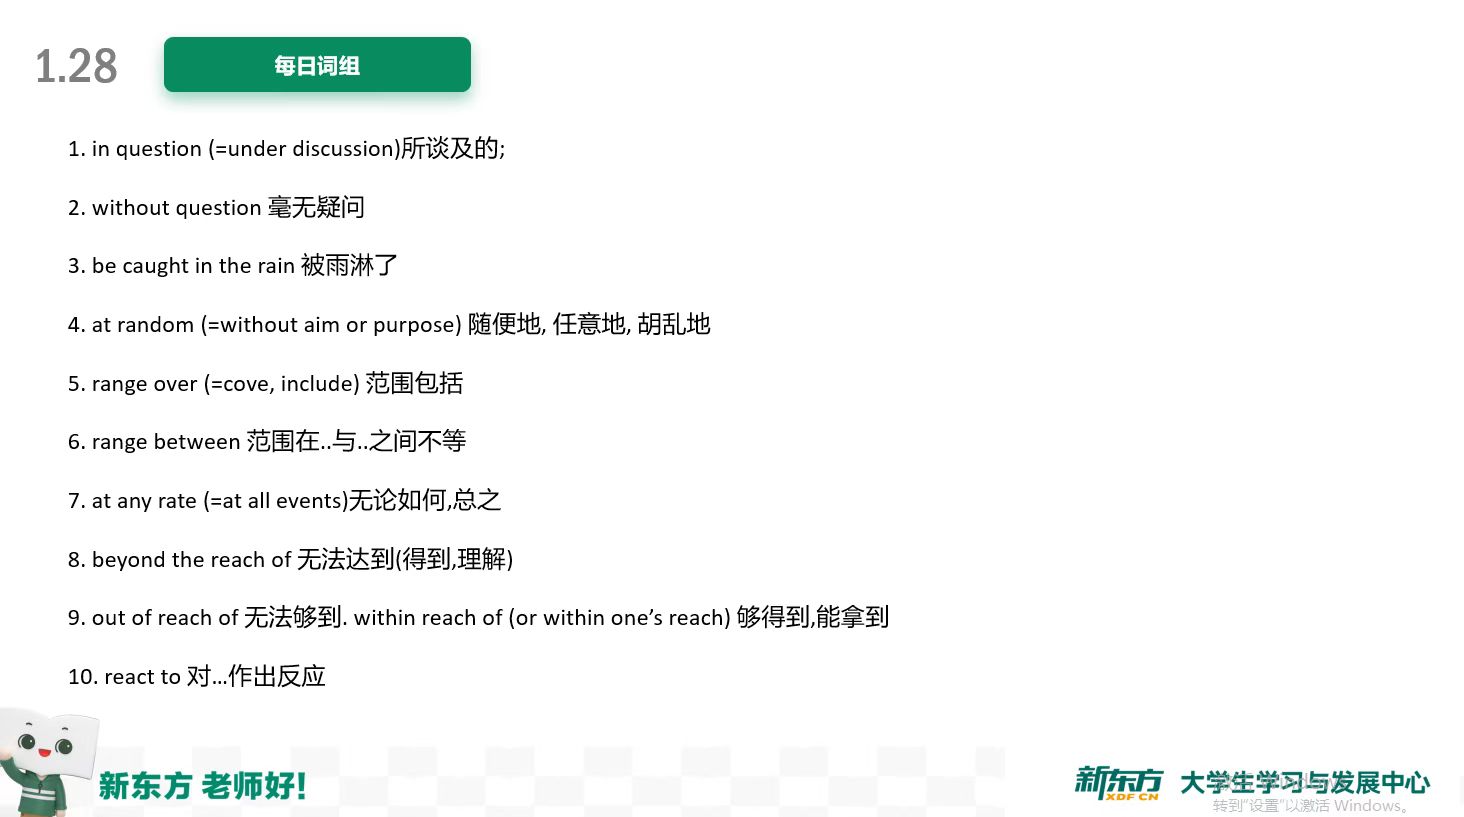 1.28
每日词组
1. in question (=under discussion)所谈及的;
2. without question 毫无疑问
3. be caught in the rain 被雨淋了
4. at random (=without aim or purpose) 随便地, 任意地, 胡乱地
5. range over (=cove, include) 范围包括
6. range between 范围在..与..之间不等
7. at any rate (=at all events)无论如何,总之
8. beyond the reach of 无法达到(得到,理解)
9. out of reach of 无法够到. within reach of (or within one’s reach) 够得到,能拿到
10. react to 对…作出反应
新东方 老师好!
新东方 XDF.CN 大学生学习与发展中心
激活 Windows
转到“设置”以激活 Windows。